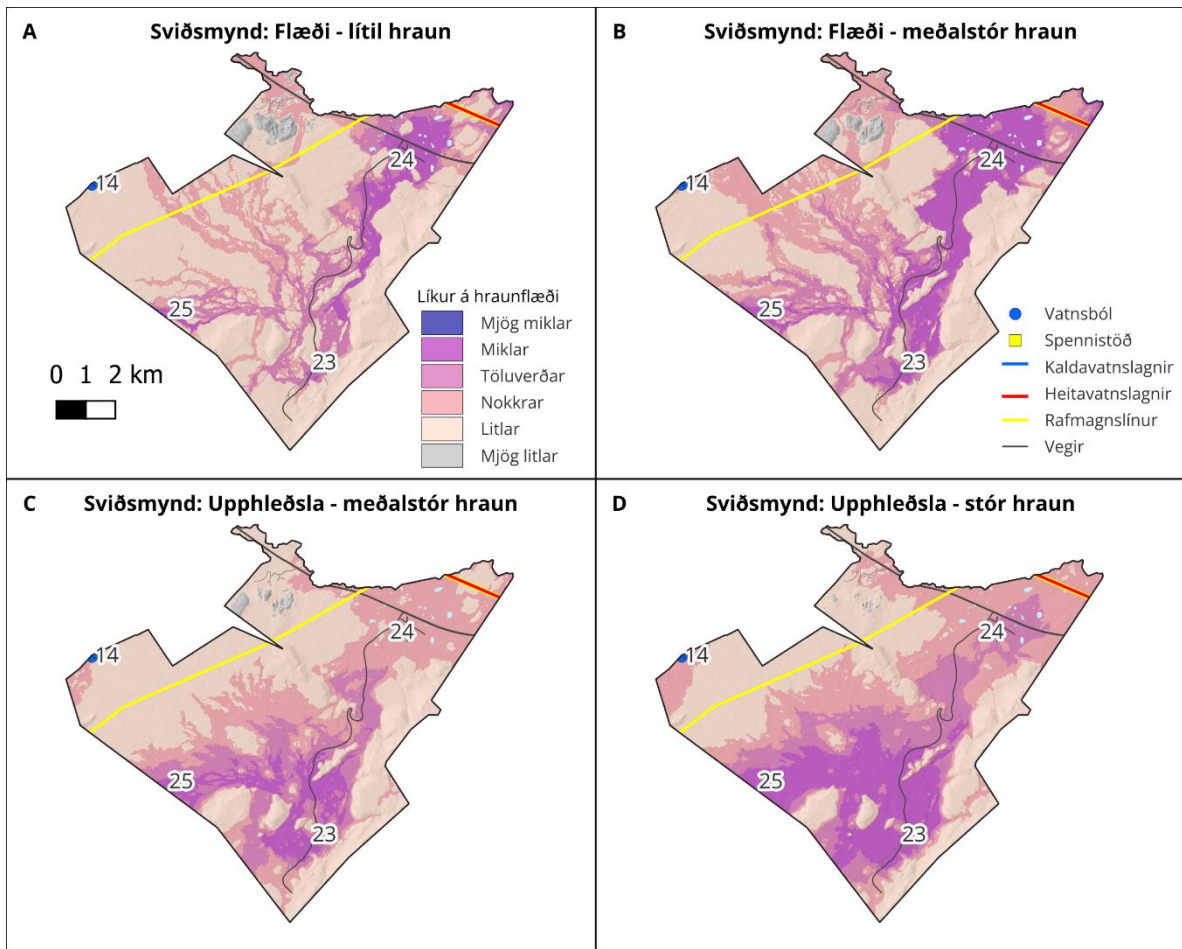 A
Sviðsmynd: Flæði - lítil hraun
14
24
25
23
0 1 2 km
Líkur á hraunflæði
Mjög miklar
Miklar
Töluverðar
Nokkrar
Litlar
Mjög litlar
B
Sviðsmynd: Flæði - meðalstór hraun
14
24
25
23
Vatnsból
Spennistöð
Kaldavatnslagnir
Heitavatnslagnir
Rafmagnslínur
Vegir
C
Sviðsmynd: Upphleðsla - meðalstór hraun
14
24
25
23
D
Sviðsmynd: Upphleðsla - stór hraun
14
24
25
23